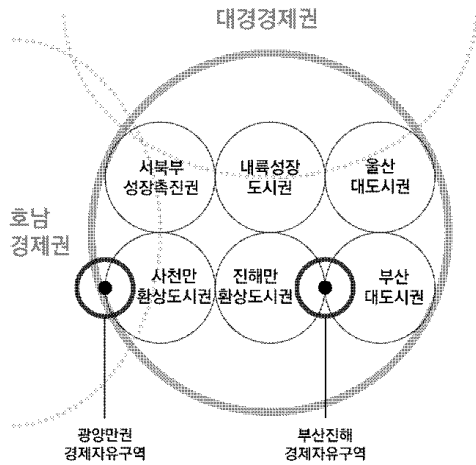 대경경제권
서북부
성장촉진권
내륙성장
도시권
울산
대도시권
호남
경제권
사천만
환상도시권
진해만
환상도시권
부산
대도시권
광양만권
경제자유구역
부산진해
경제자유구역